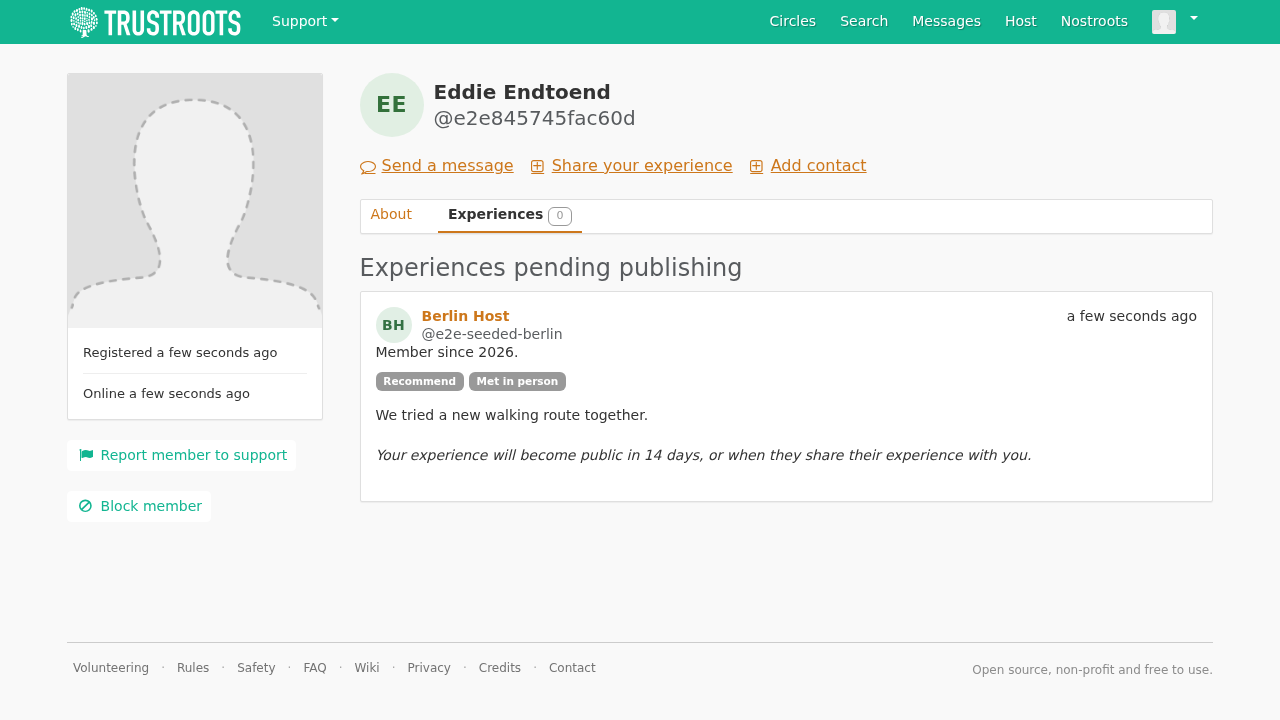 TRUSTROOTS Support Circles Search Messages Host Nostroots
EE Eddie Endtoend
@e2e845745fac60d
Send a message Share your experience Add contact
About Experiences 0
Experiences pending publishing
BH Berlin Host a few seconds ago
@e2e-seeded-berlin
Member since 2026.
Recommend Met in person
We tried a new walking route together.
Your experience will become public in 14 days, or when they share their experience with you.
Registered a few seconds ago
Online a few seconds ago
Report member to support
Block member
Volunteering · Rules · Safety · FAQ · Wiki · Privacy · Credits · Contact
Open source, non-profit and free to use.